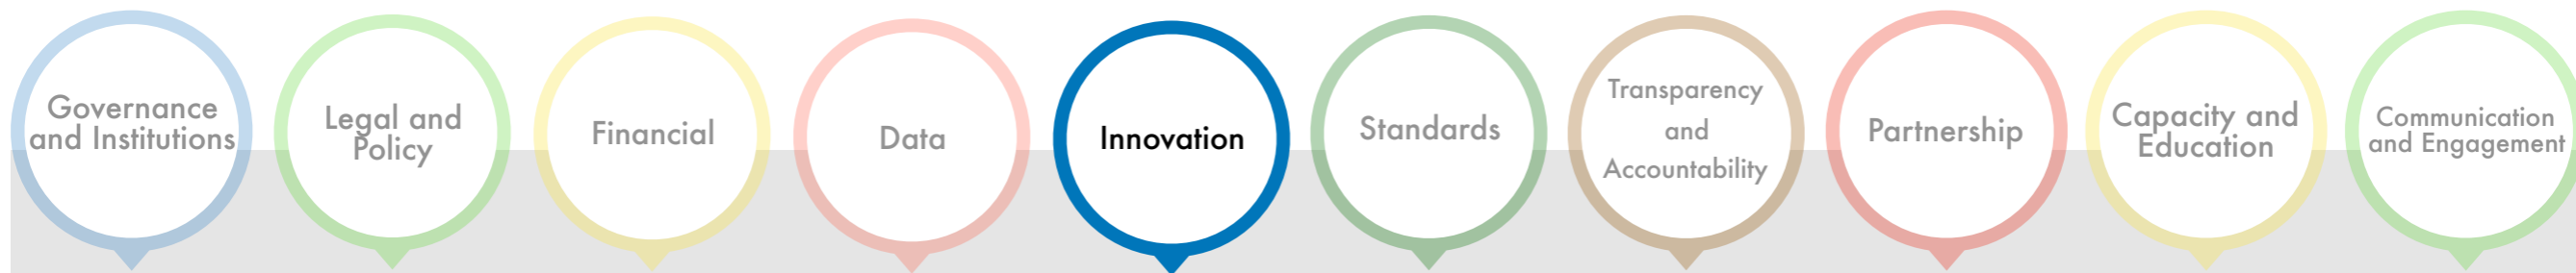 Governance
and Institutions
Legal and
Policy
Financial
Data
Innovation
Standards
Transparency
and
Accountability
Partnership
Capacity and
Education
Communication
and Engagement